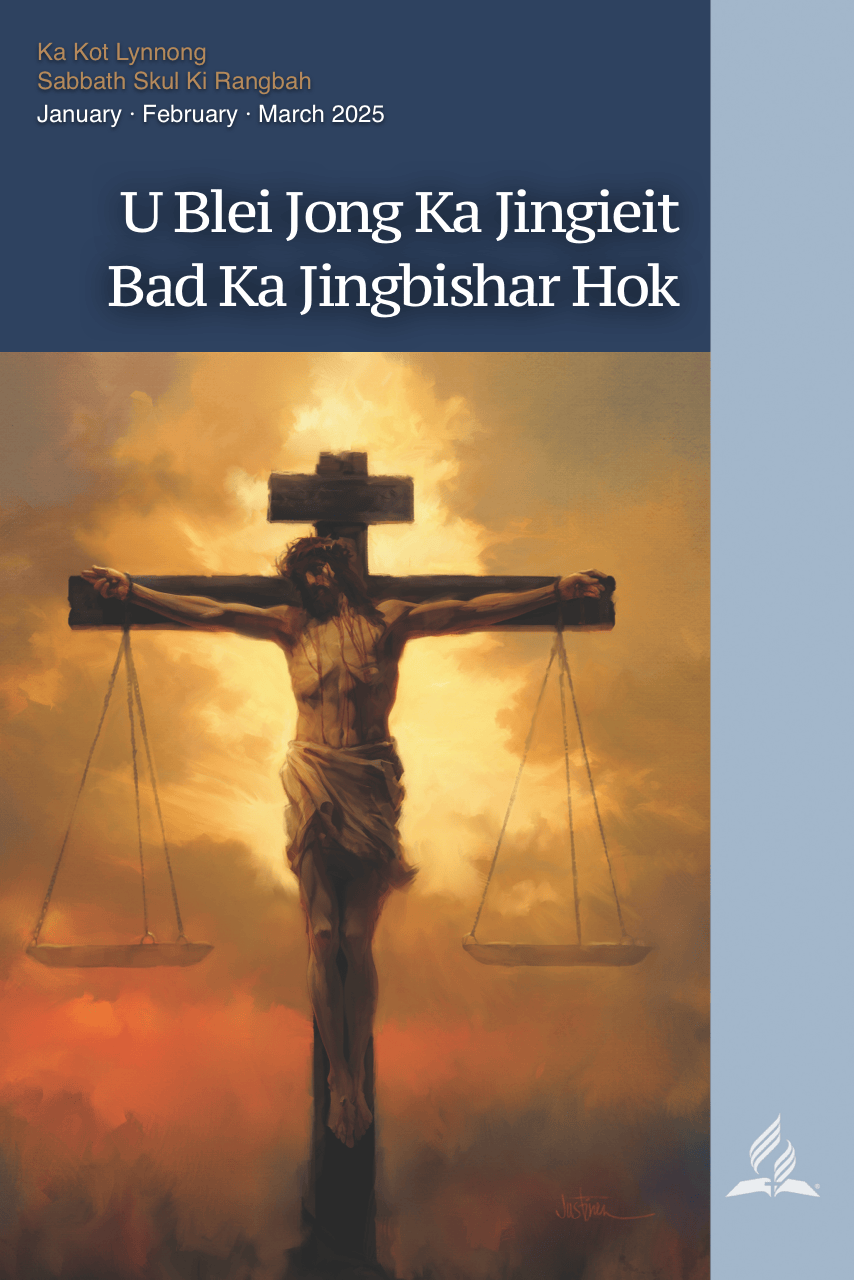 Ka Kot Lynnong
Sabbath Skul Ki Rangbah
January · February · March 2025
U Blei Jong Ka Jingieit
Bad Ka Jingbishar Hok